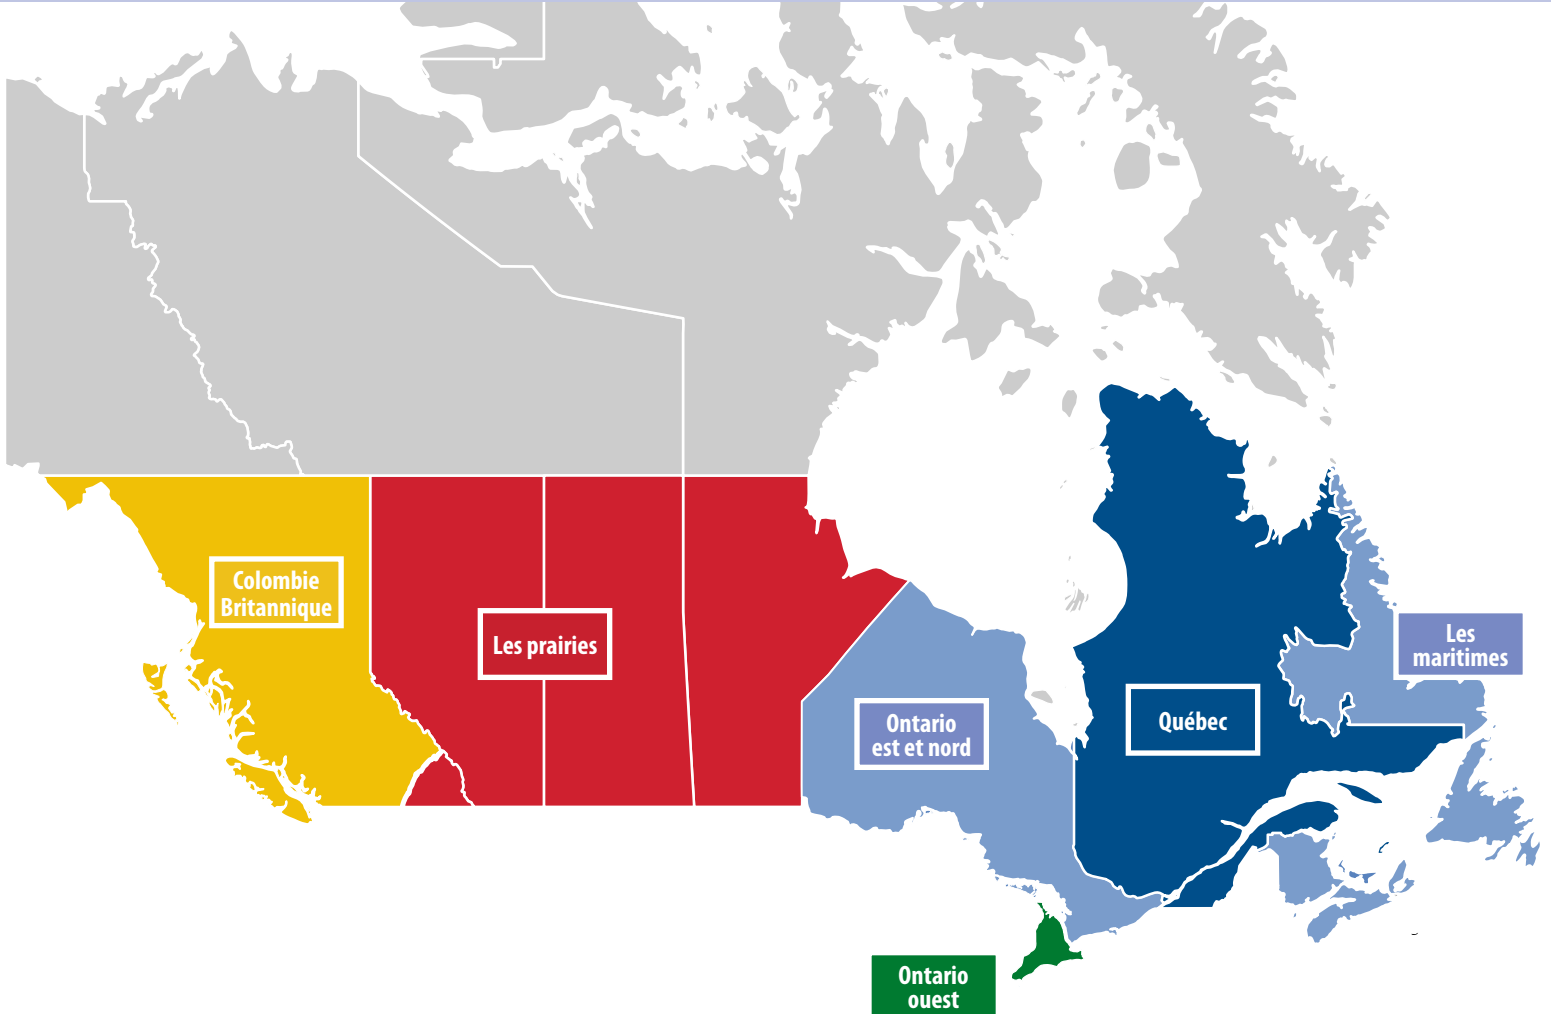 Colombie
Britannique
Les prairies
Ontario
est et nord
Québec
Les
maritimes
Ontario
ouest